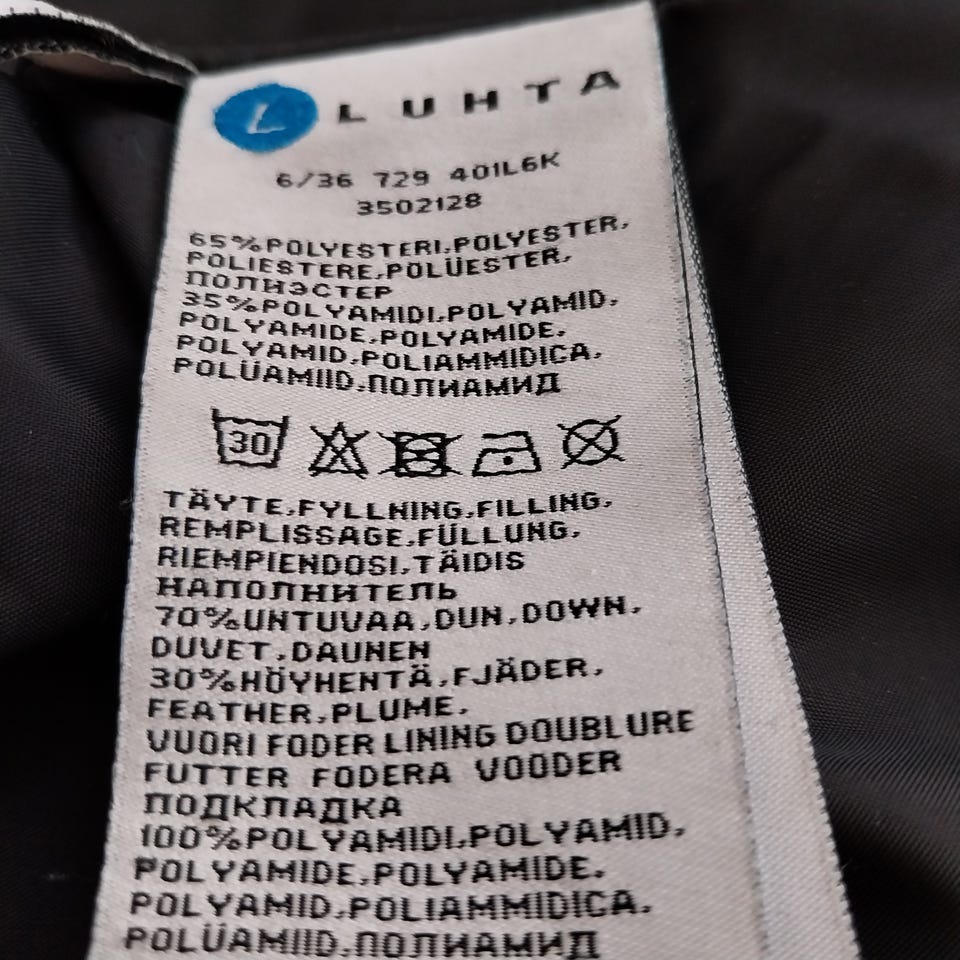 L LUHTA
6/36 729 401L6K
3502128
65%POLYESTERI,POLYESTER,
POLIESTERE,POLÜESTER,
ПОЛИЭСТЕР
35%POLYAMIDI,POLYAMID,
POLYAMIDE,POLYAMIDE,
POLYAMID,POLIAMMIDICA,
POLÜAMIID,ПОЛИАМИД
30
TÄYTE,FYLLNING,FILLING,
REMPLISSAGE,FÜLLUNG,
RIEMPIENDOSI,TÄIDIS
НАПОЛНИТЕЛЬ
70%UNTUVAA,DUN,DOWN,
DUVET,DAUNEN
30%HÖYHENTÄ,FJÄDER,
FEATHER,PLUME,
VUORI FODER LINING DOUBLURE
FUTTER FODERA VOODER
ПОДКЛАДКА
100%POLYAMIDI,POLYAMID,
POLYAMIDE,POLYAMIDE,
POLYAMID,POLIAMMIDICA,
POLÜAMIID,ПОЛИАМИД